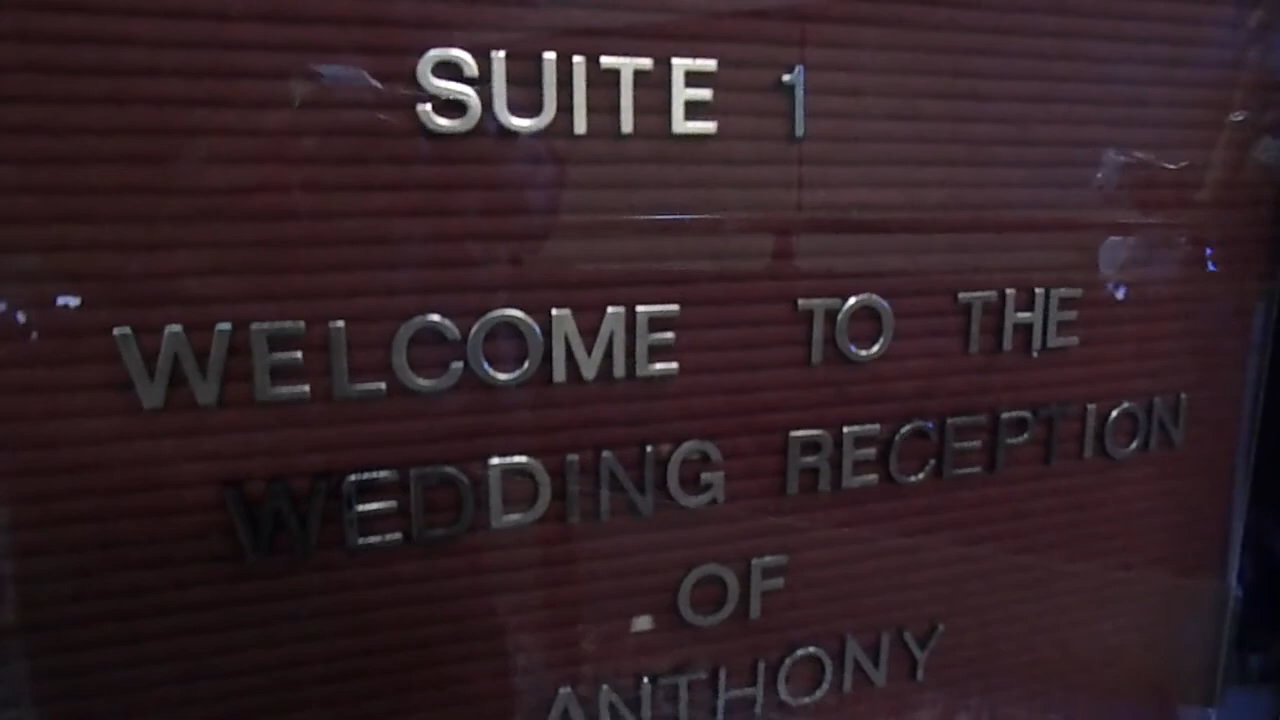 SUITE 1
WELCOME TO THE
WEDDING RECEPTION
OF
ANTHONY